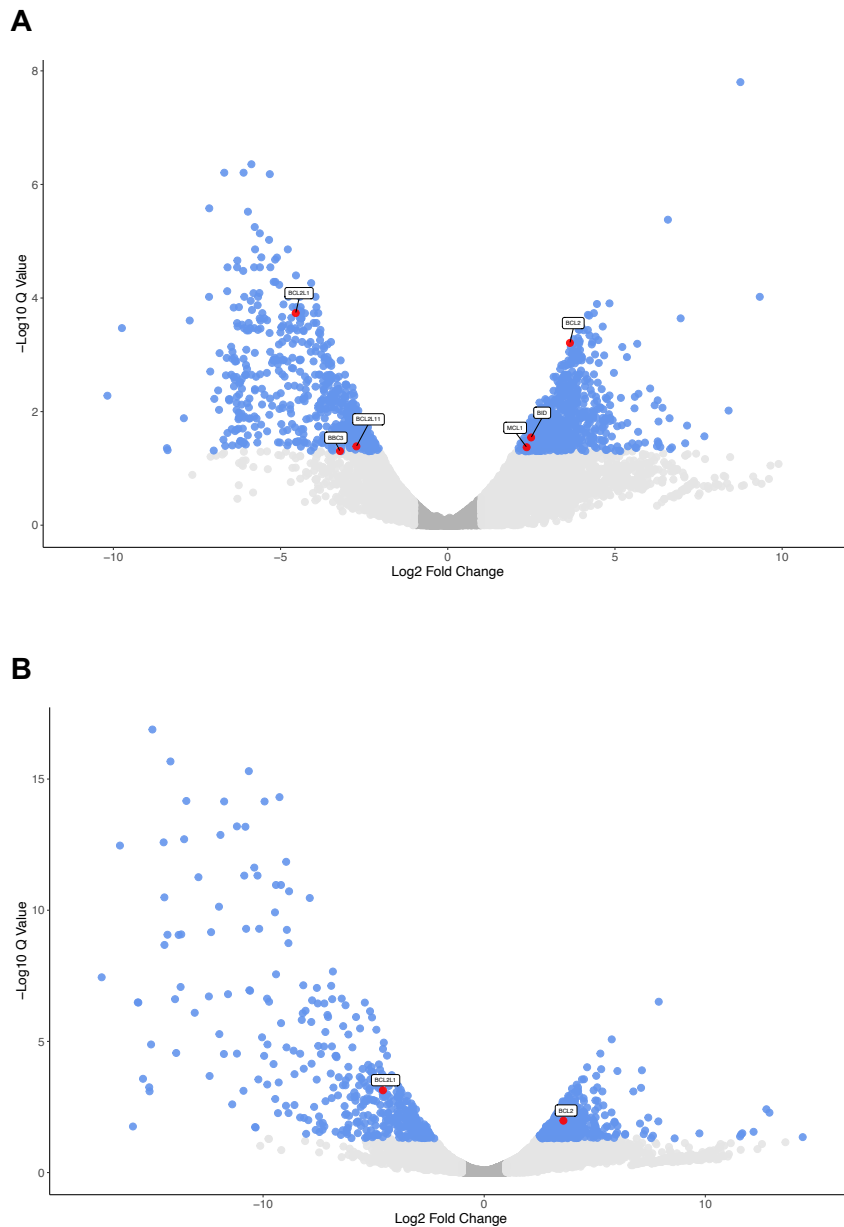 A
8
6
4
2
0
−Log10 Q Value
BCL2L1
BCL2
BCL2L11
BID
MCL1
BBC3
−10
−5
0
5
10
Log2 Fold Change
B
15
10
5
0
−Log10 Q Value
BCL2L1
BCL2
−10
0
10
Log2 Fold Change